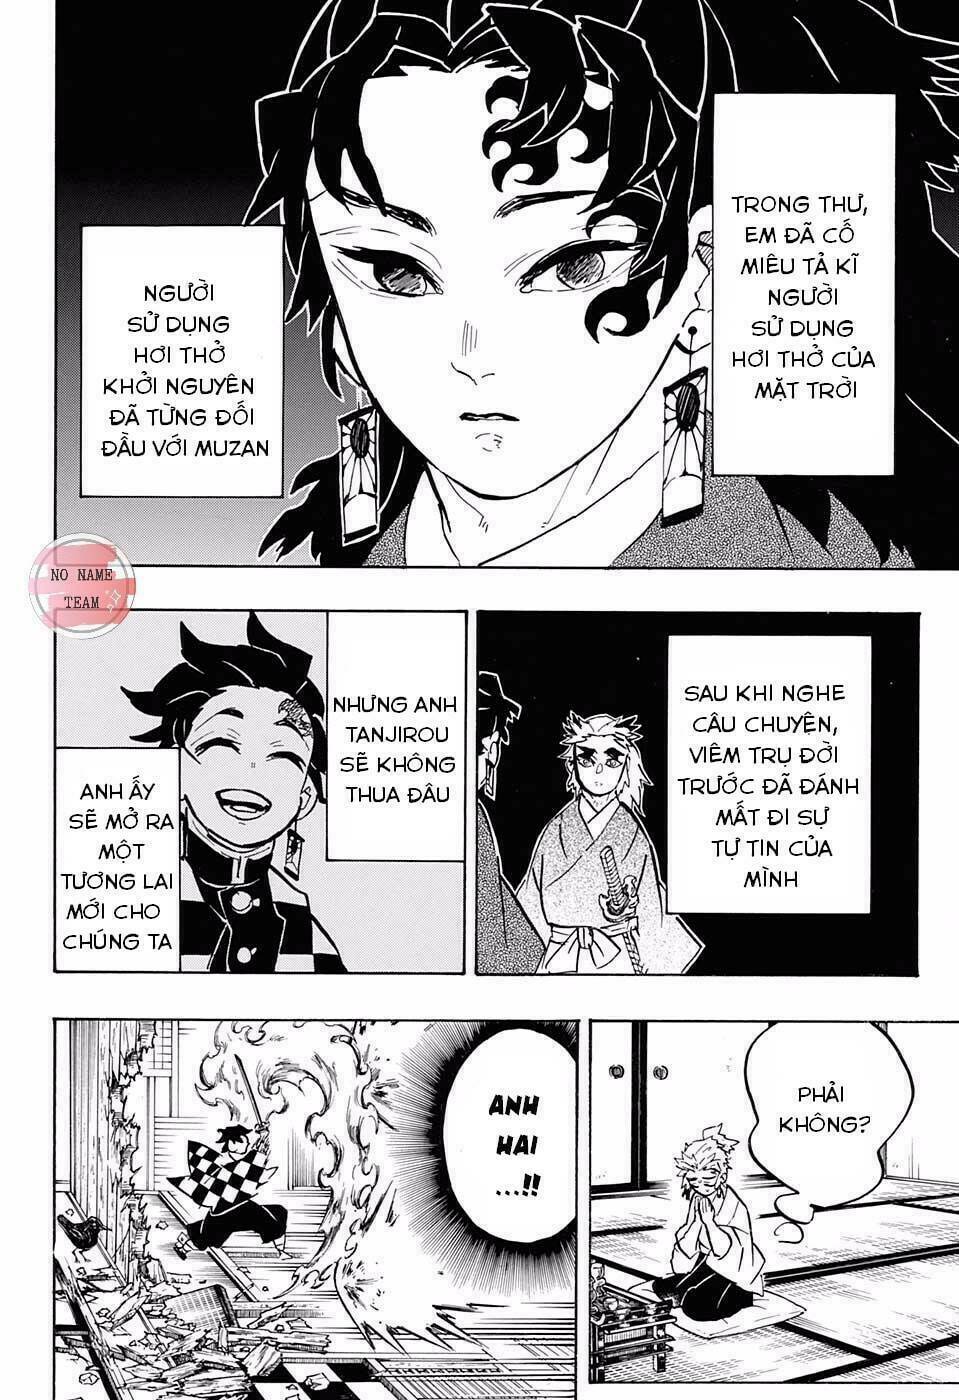 TRONG THƯ,
EM ĐÃ CỐ
MIÊU TẢ KĨ
NGƯỜI
SỬ DỤNG
HƠI THỞ CỦA
MẶT TRỜI
NGƯỜI
SỬ DỤNG
HƠI THỞ
KHỞI NGUYÊN
ĐÃ TỪNG ĐỐI
ĐẦU VỚI MUZAN
NO NAME
TEAM
SAU KHI NGHE
CÂU CHUYỆN,
VIÊM TRỤ ĐỜI
TRƯỚC ĐÃ ĐÁNH
MẤT ĐI SỰ
TỰ TIN CỦA
MÌNH
NHƯNG ANH
TANJIROU
SẼ KHÔNG
THUA ĐÂU
ANH ẤY
SẼ MỞ RA
MỘT
TƯƠNG LAI
MỚI CHO
CHÚNG TA
PHẢI
KHÔNG?
ANH
HAI
...!!